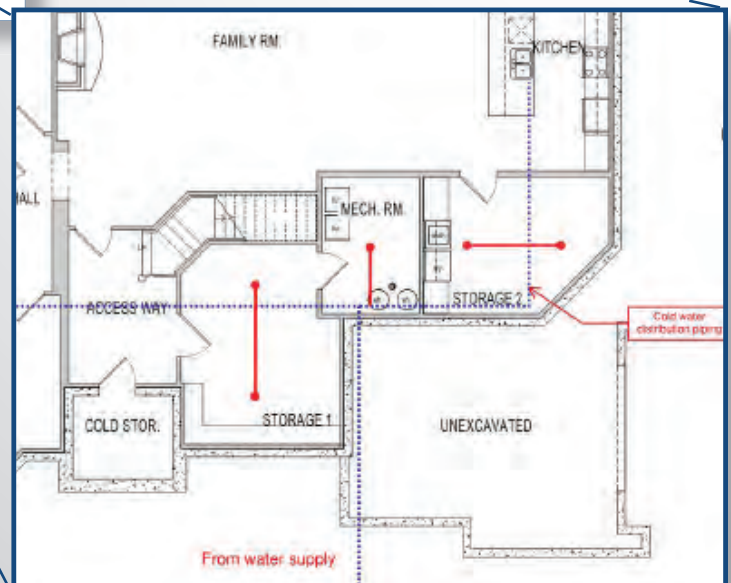 FAMILY RM.
KITCHEN
HALL
MECH. RM.
STORAGE 2
Cold water
distribution piping
ACCESS WAY
COLD STOR.
STORAGE 1
UNEXCAVATED
From water supply